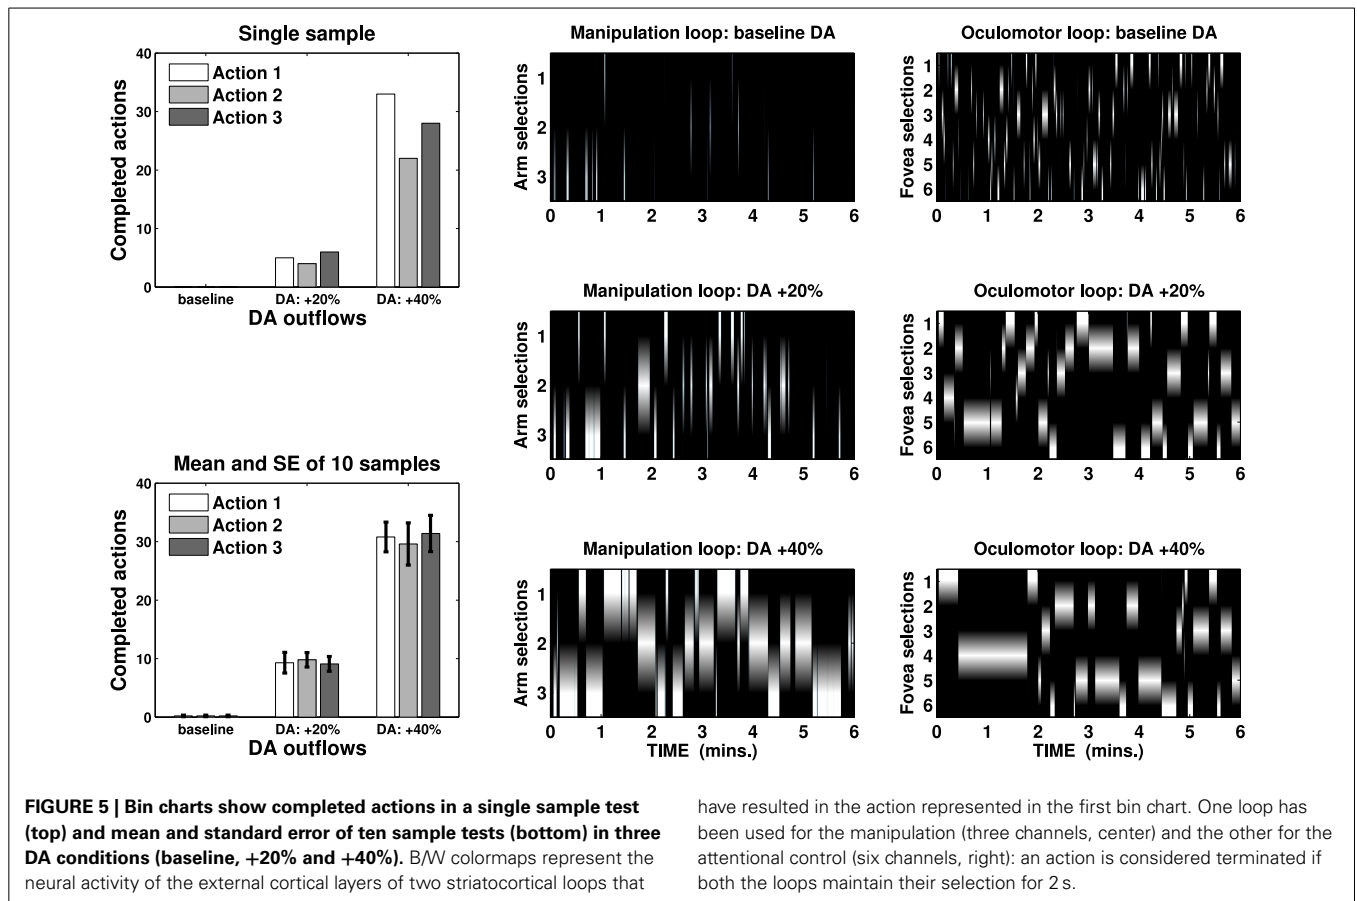 Single sample
40
30
20
10
0
Completed actions
Action 1
Action 2
Action 3
baseline
DA: +20%
DA: +40%
DA outflows
Mean and SE of 10 samples
40
30
20
10
0
Completed actions
Action 1
Action 2
Action 3
baseline
DA: +20%
DA: +40%
DA outflows
Manipulation loop: baseline DA
Arm selections
1
2
3
0 1 2 3 4 5 6
Oculomotor loop: baseline DA
Fovea selections
1
2
3
4
5
6
0 1 2 3 4 5 6
Manipulation loop: DA +20%
Arm selections
1
2
3
0 1 2 3 4 5 6
Oculomotor loop: DA +20%
Fovea selections
1
2
3
4
5
6
0 1 2 3 4 5 6
Manipulation loop: DA +40%
Arm selections
1
2
3
0 1 2 3 4 5 6
TIME (mins.)
Oculomotor loop: DA +40%
Fovea selections
1
2
3
4
5
6
0 1 2 3 4 5 6
TIME (mins.)
FIGURE 5 | Bin charts show completed actions in a single sample test
(top) and mean and standard error of ten sample tests (bottom) in three
DA conditions (baseline, +20% and +40%). B/W colormaps represent the
neural activity of the external cortical layers of two striatocortical loops that
have resulted in the action represented in the first bin chart. One loop has
been used for the manipulation (three channels, center) and the other for the
attentional control (six channels, right): an action is considered terminated if
both the loops maintain their selection for 2 s.